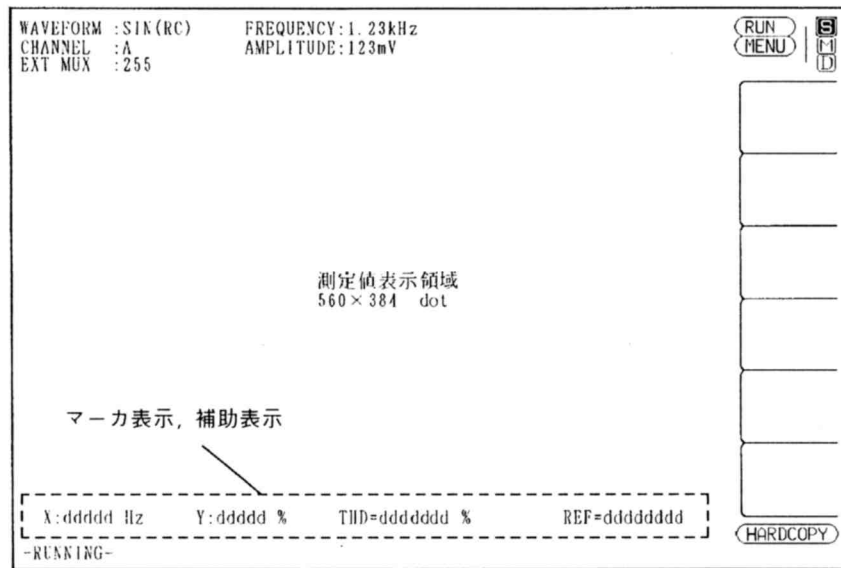 WAVEFORM :SIN(RC) FREQUENCY:1.23kHz
CHANNEL :A AMPLITUDE:123mV
EXT MUX :255
RUN
MENU
S
M
D
測定値表示領域
560×384 dot
マーカ表示, 補助表示
X:ddddd Hz Y:ddddd % THD=ddddddd % REF=dddddddd
-RUNNING-
HARDCOPY